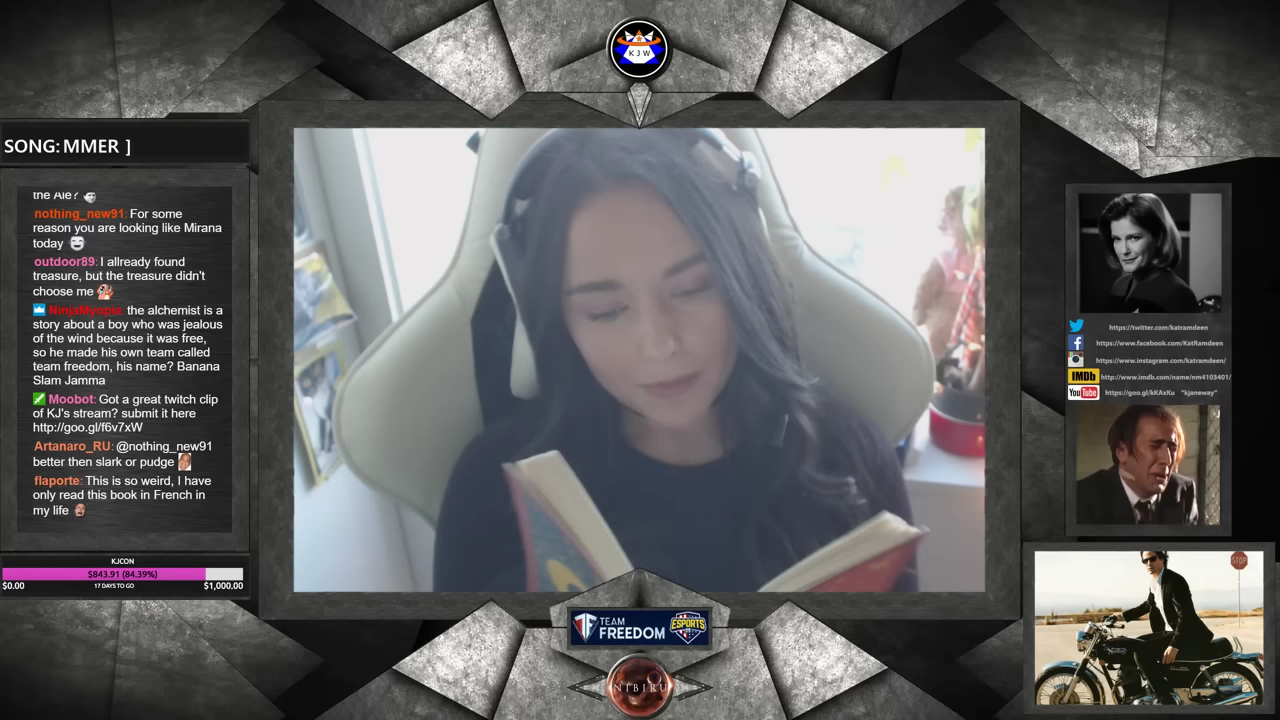 K J W
SONG: MMER ]
the Ale?
nothing_new91: For some
reason you are looking like Mirana
today
outdoor89: I allready found
treasure, but the treasure didn't
choose me
NinjaMyopia: the alchemist is a
story about a boy who was jealous
of the wind because it was free,
so he made his own team called
team freedom, his name? Banana
Slam Jamma
Moobot: Got a great twitch clip
of KJ's stream? submit it here
http://goo.gl/f6v7xW
Artanaro_RU: @nothing_new91
better then slark or pudge
flaporte: This is so weird, I have
only read this book in French in
my life
KJCON
$843.91 (84.39%)
$0.00 17 DAYS TO GO $1,000.00
https://twitter.com/katramdeen
https://www.facebook.com/KatRamdeen
https://www.instagram.com/katramdeen/
IMDb http://www.imdb.com/name/nm4103401/
You Tube https://goo.gl/kKAxKu "kjaneway"
STOP
TEAM
FREEDOM
ESPORTS
NIBIRU